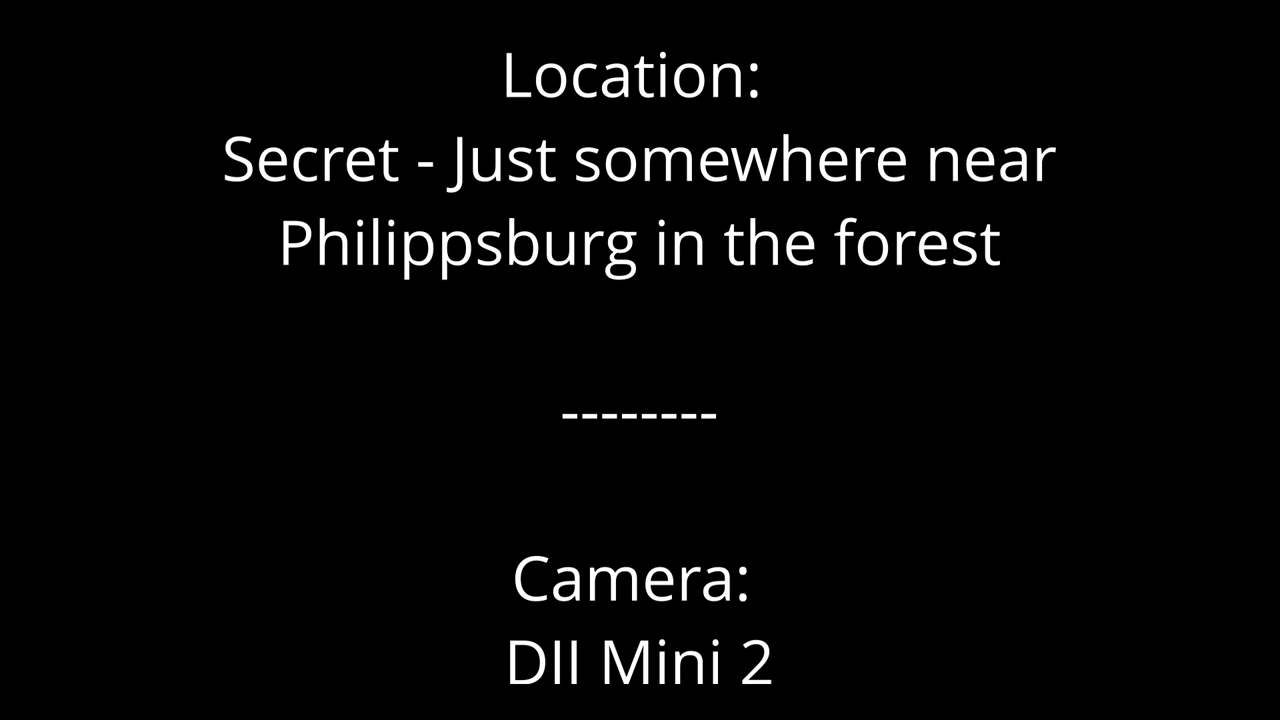 Location:
Secret - Just somewhere near
Philippsburg in the forest
--------
Camera:
DII Mini 2